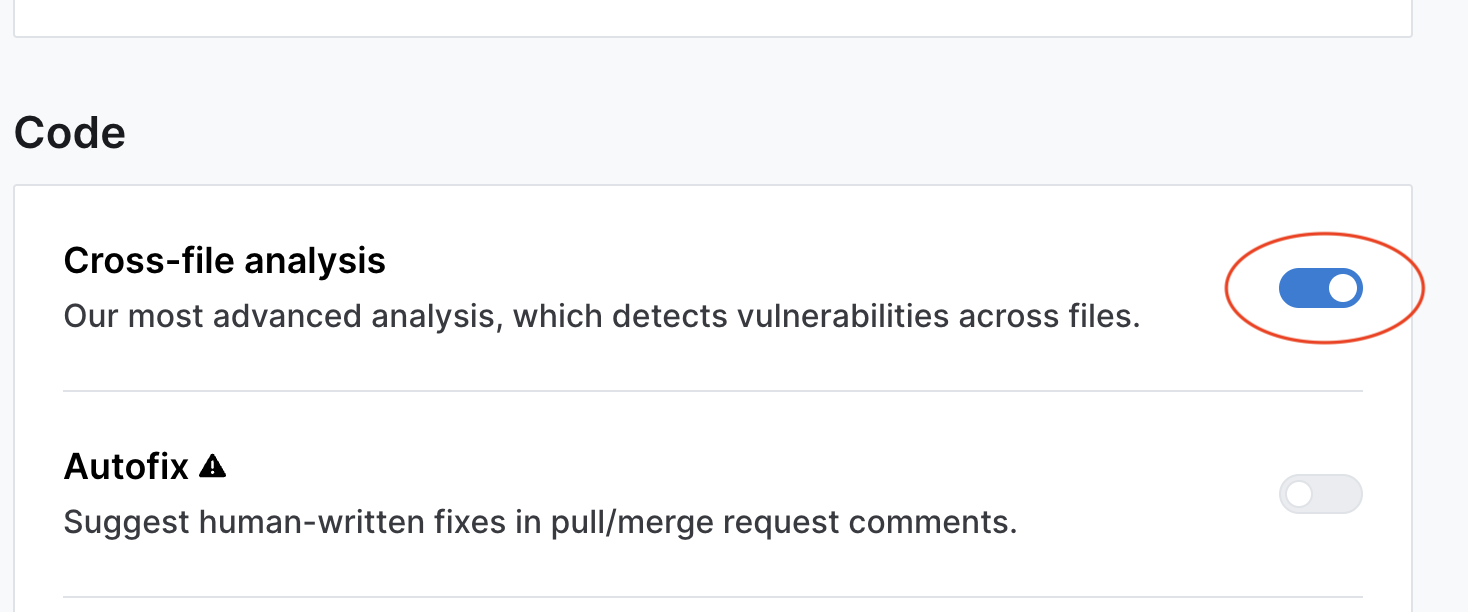 Code
Cross-file analysis
Our most advanced analysis, which detects vulnerabilities across files.
Autofix
Suggest human-written fixes in pull/merge request comments.